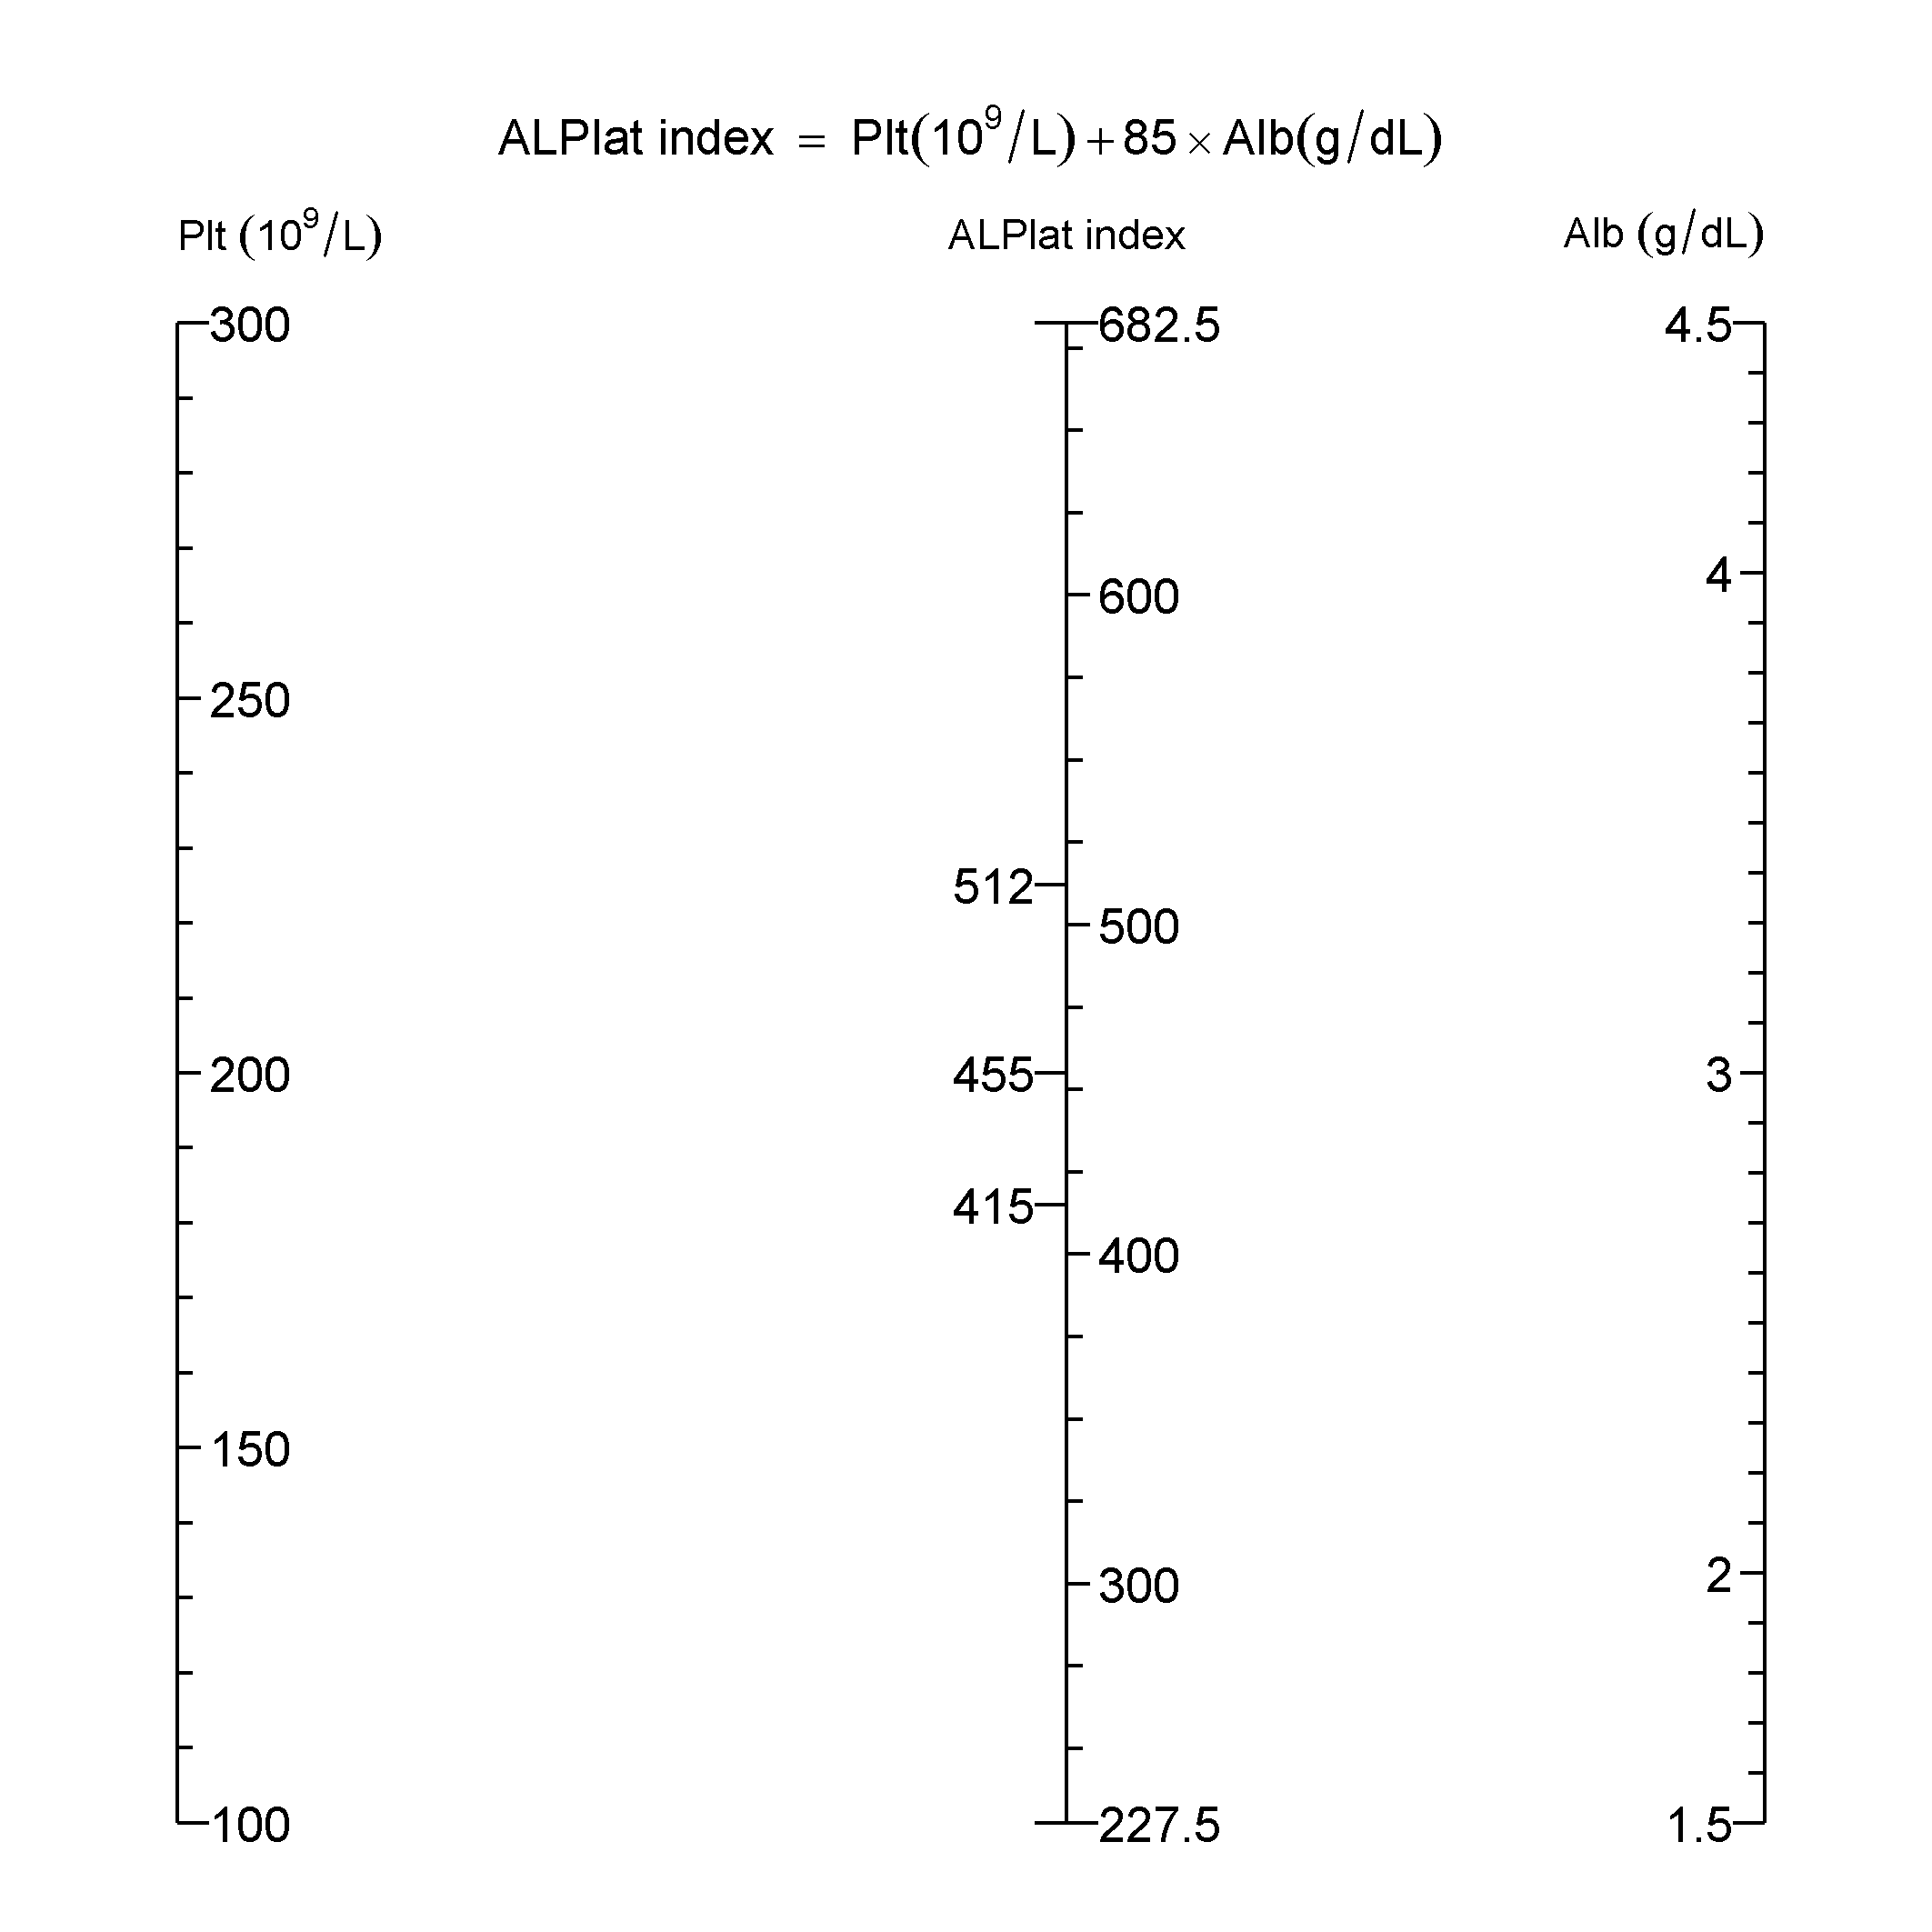 ALPlat index = Plt(10⁹/L)+85×Alb(g/dL)
Plt (10⁹/L) ALPlat index Alb (g/dL)
300 682.5 4.5
4
600
250
512
500
200 455 3
415
400
150
2
300
100 227.5 1.5